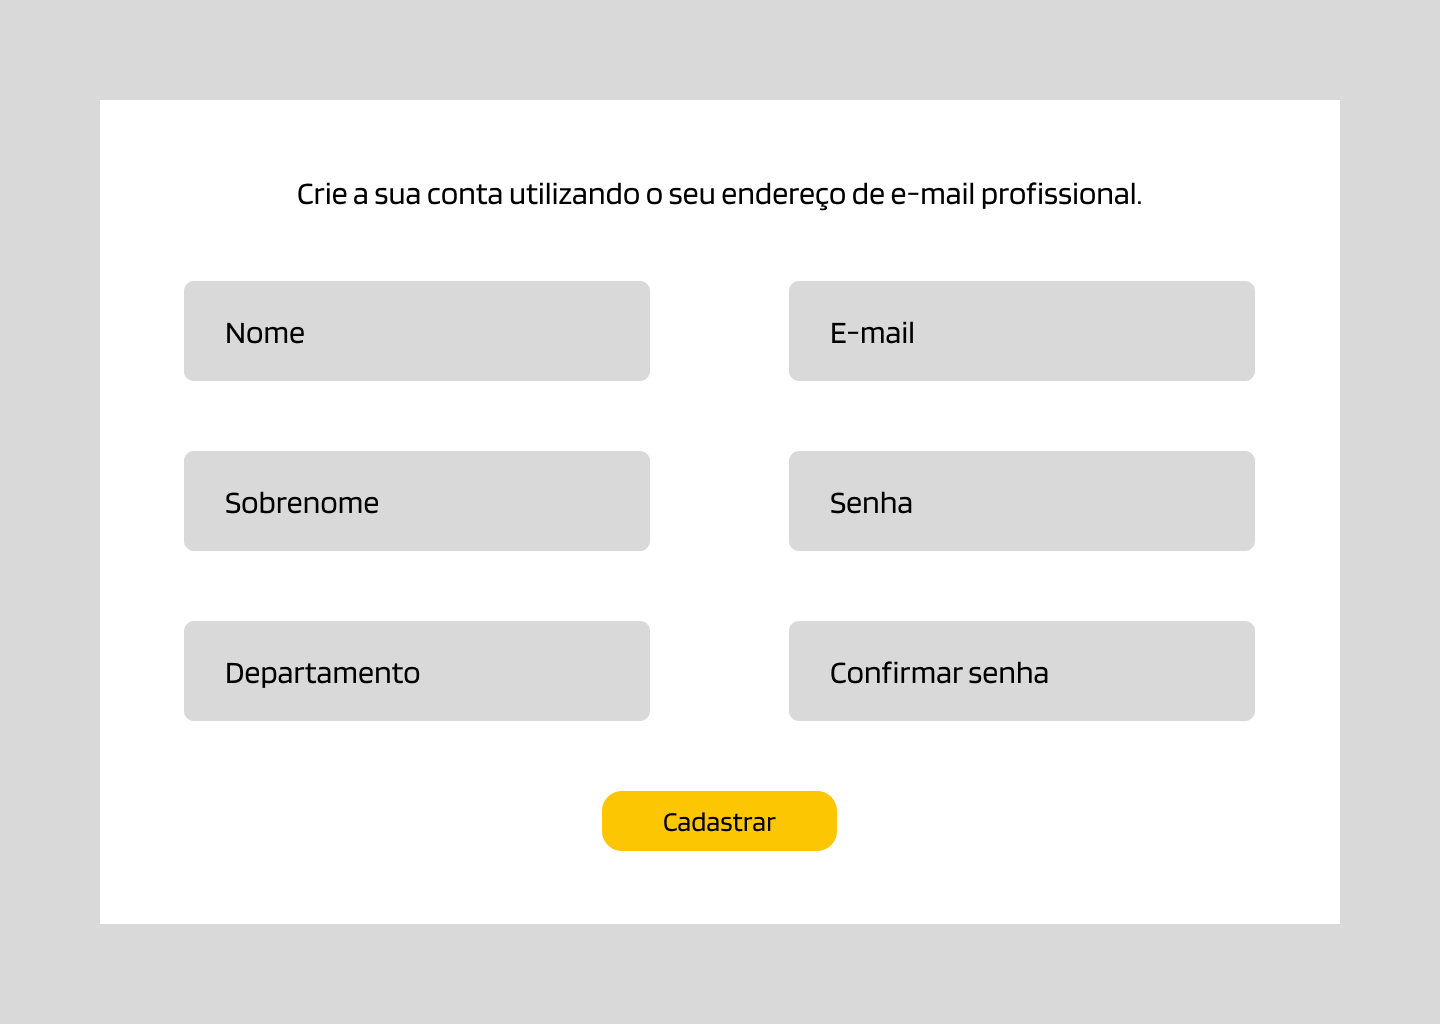 Crie a sua conta utilizando o seu endereço de e-mail profissional.
Nome
E-mail
Sobrenome
Senha
Departamento
Confirmar senha
Cadastrar